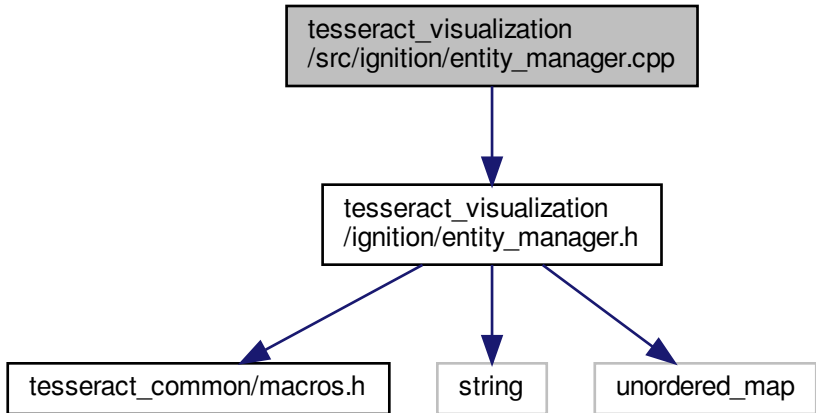 tesseract_visualization
/src/ignition/entity_manager.cpp
tesseract_visualization
/ignition/entity_manager.h
tesseract_common/macros.h
string
unordered_map